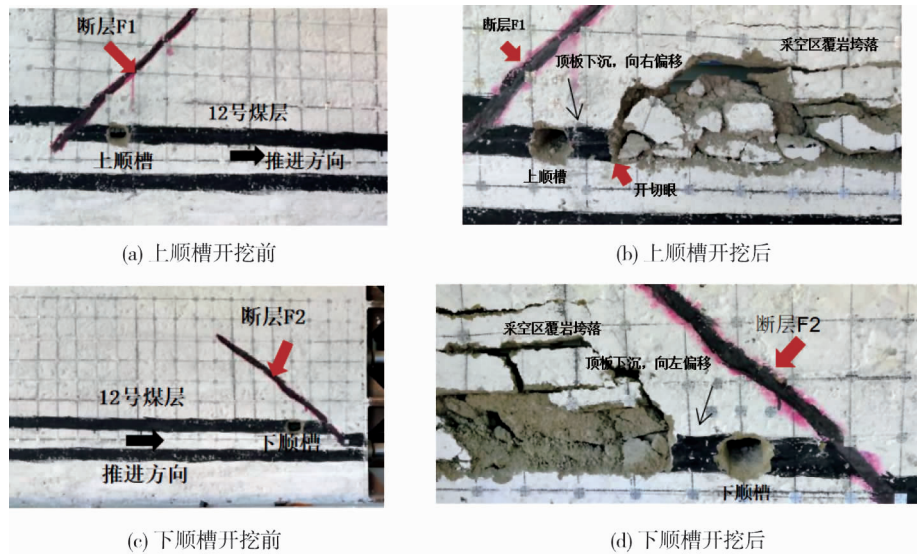 断层F1
12号煤层
上顺槽
推进方向
(a) 上顺槽开挖前
断层F1
采空区覆岩垮落
顶板下沉，向右偏移
上顺槽
开切眼
(b) 上顺槽开挖后
断层F2
12号煤层
下顺槽
推进方向
(c) 下顺槽开挖前
采空区覆岩垮落
断层F2
顶板下沉，向左偏移
下顺槽
(d) 下顺槽开挖后